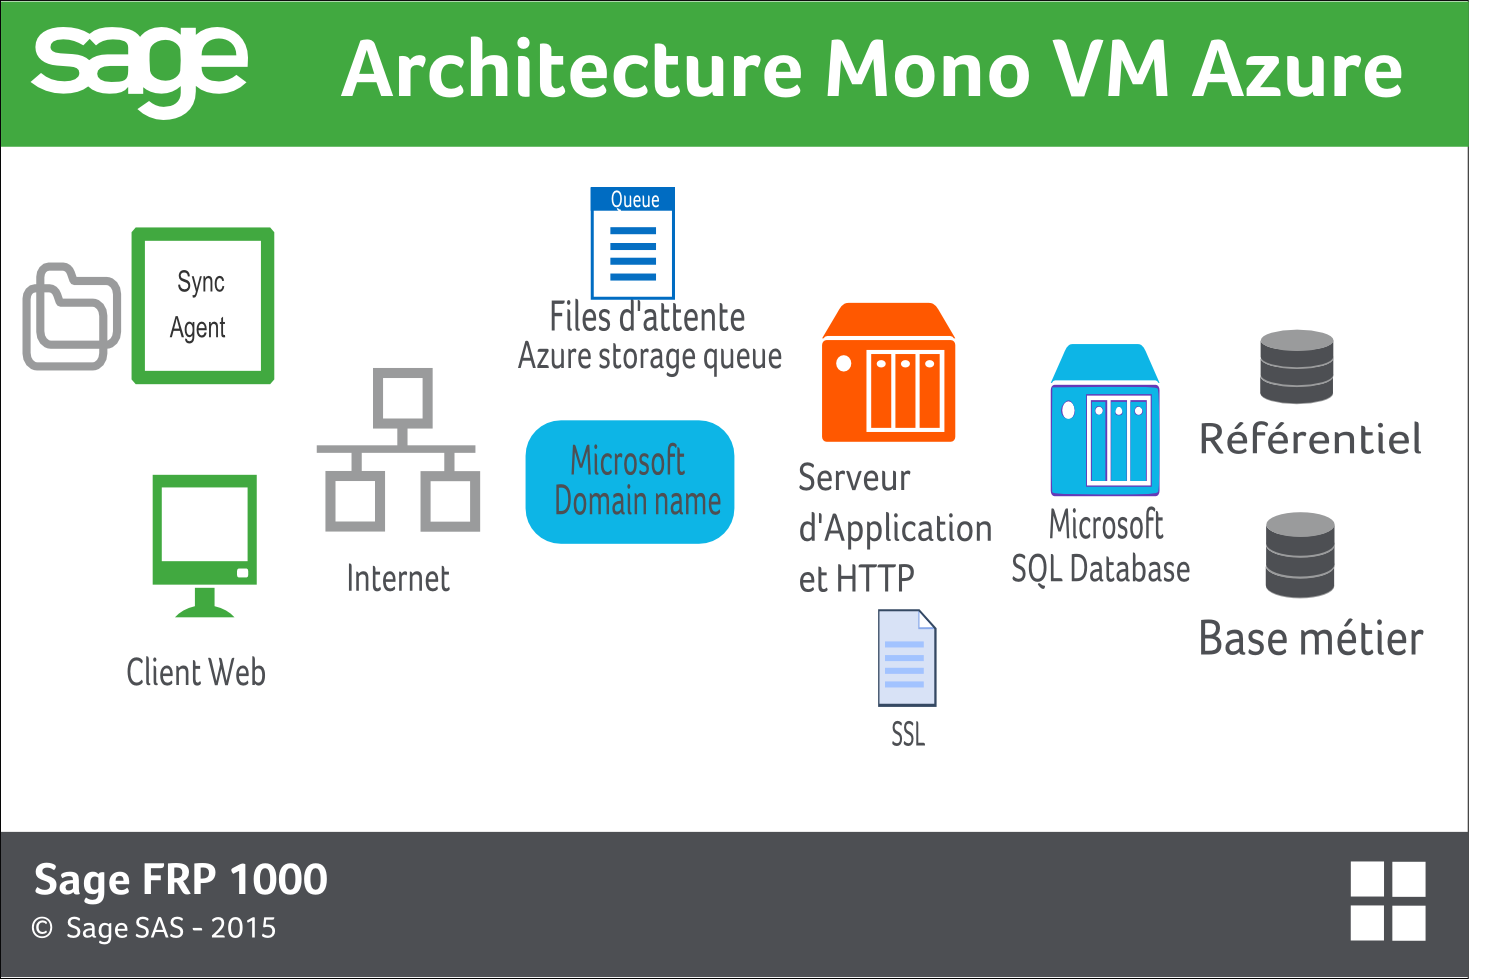 sage
Architecture Mono VM Azure
Queue
Sync
Agent
Files d'attente
Azure storage queue
Microsoft
Domain name
Internet
Client Web
Serveur
d'Application
et HTTP
SSL
Microsoft
SQL Database
Référentiel
Base métier
Sage FRP 1000
© Sage SAS - 2015